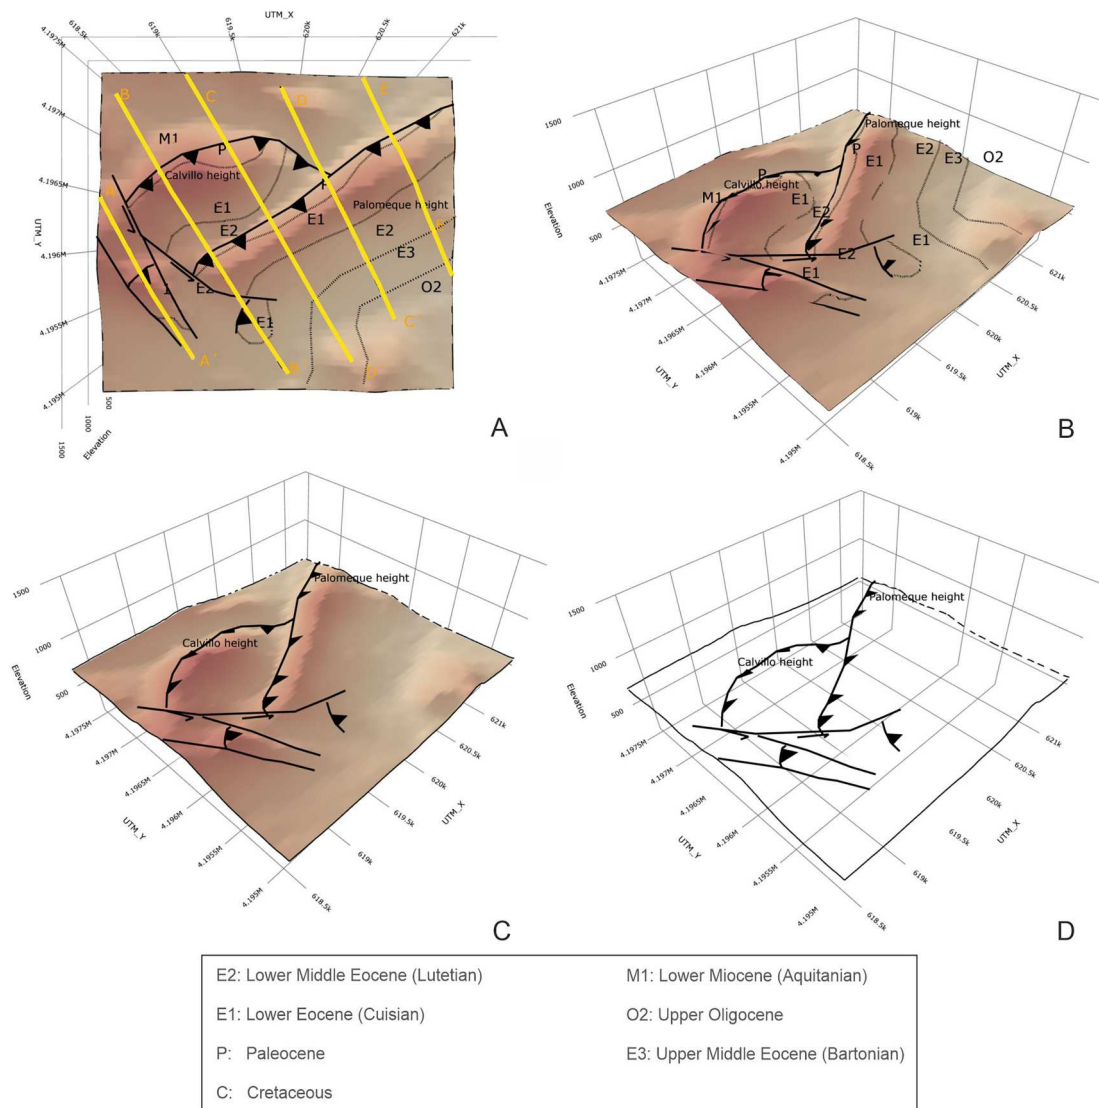 UTM_X
618.5k
619k
619.5k
620k
620.5k
621k
4.1975M
4.197M
4.1965M
4.196M
4.1955M
4.195M
UTM_Y
500
1000
1500
Elevation
B
C
D
E
M1
P
Calvillo height
A
E1
P
E1
Palomeque height
E2
E2
E3
E2
O2
E1
A´
C´
A
1500
1000
500
Elevation
Palomeque height
P
E1
E2
E3
O2
P
Calvillo height
M1
E1
E2
E1
E2
E1
4.1975M
4.197M
4.1965M
4.196M
4.1955M
4.195M
UTM_Y
618.5k
619k
619.5k
620k
620.5k
621k
UTM_X
B
1500
1000
500
Elevation
Palomeque height
Calvillo height
4.1975M
4.197M
4.1965M
4.196M
4.1955M
4.195M
UTM_Y
618.5k
619k
619.5k
620k
620.5k
621k
UTM_X
C
1500
1000
500
Elevation
Palomeque height
Calvillo height
4.1975M
4.197M
4.1965M
4.196M
4.1955M
4.195M
UTM_Y
618.5k
619k
619.5k
620k
620.5k
621k
UTM_X
D
E2: Lower Middle Eocene (Lutetian)
E1: Lower Eocene (Cuisian)
P: Paleocene
C: Cretaceous
M1: Lower Miocene (Aquitanian)
O2: Upper Oligocene
E3: Upper Middle Eocene (Bartonian)